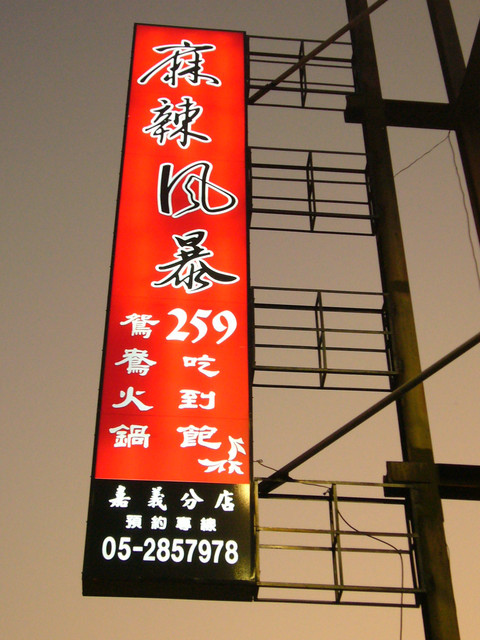 麻辣風暴
259吃到飽
鴛鴦火鍋
嘉義分店
預約專線
05-2857978